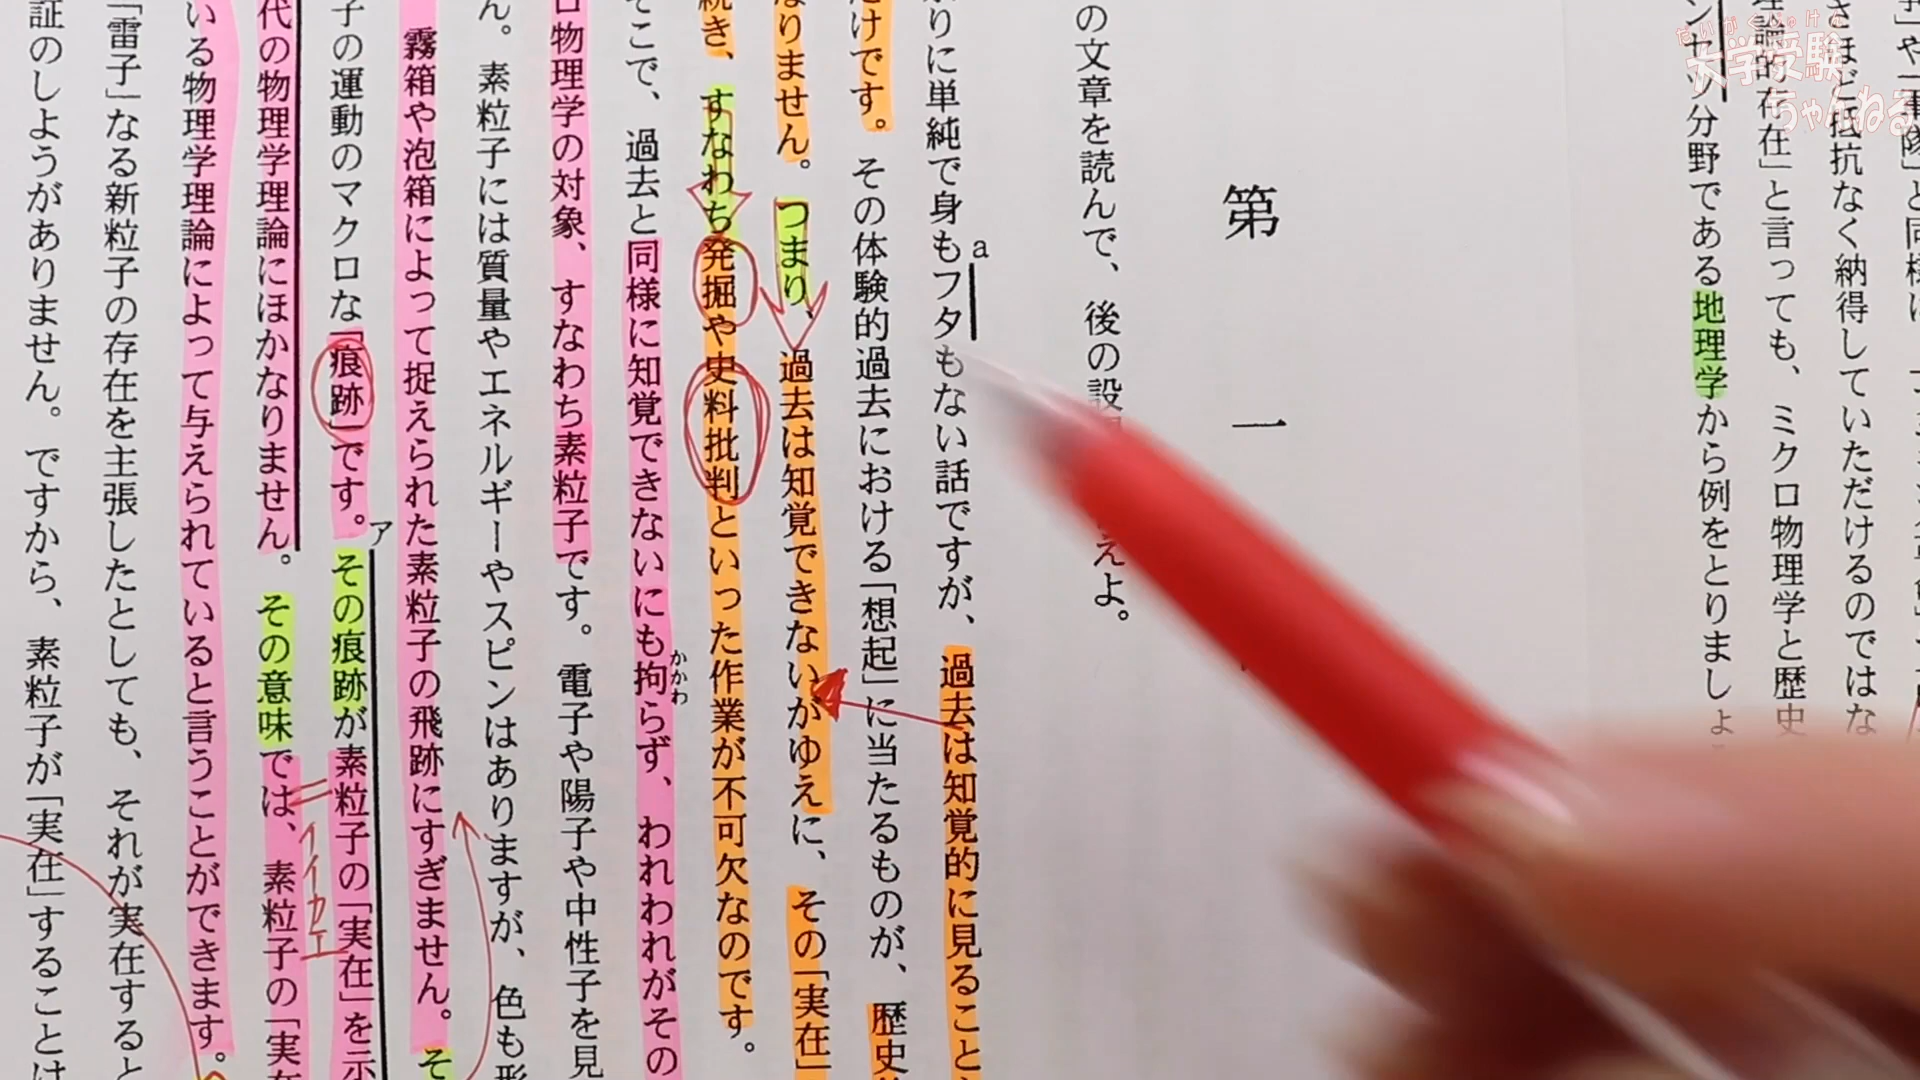 だいがくじゅけん
大学受験
ちゃんねる
さほど抵抗なく納得していただけるのではな
理論的存在」と言っても、ミクロ物理学と歴史
ンセツ分野である地理学から例をとりまし
第一
の文章を読んで、後の設 えよ。
りに単純で身もフタもない話ですが、過去は知覚的に見ること
a
だけです。その体験的過去における「想起」に当たるものが、歴史
なりません。つまり、過去は知覚できないがゆえに、その「実在」
続き、すなわち発掘や史料批判といった作業が不可欠なのです。
そこで、過去と同様に知覚できないにも拘らず、われわれがその
かかわ
ロ物理学の対象、すなわち素粒子です。電子や陽子や中性子を見
ん。素粒子には質量やエネルギーやスピンはありますが、色も形
霧箱や泡箱によって捉えられた素粒子の飛跡にすぎません。そ
子の運動のマクロな「痕跡」です。その痕跡が素粒子の「実在」を示
ア
イイカエ
代の物理学理論にほかなりません。その意味では、素粒子の「実在
いる物理学理論によって与えられていると言うことができます。
「雷子」なる新粒子の存在を主張したとしても、それが実在すると
証のしようがありません。ですから、素粒子が「実在」することは